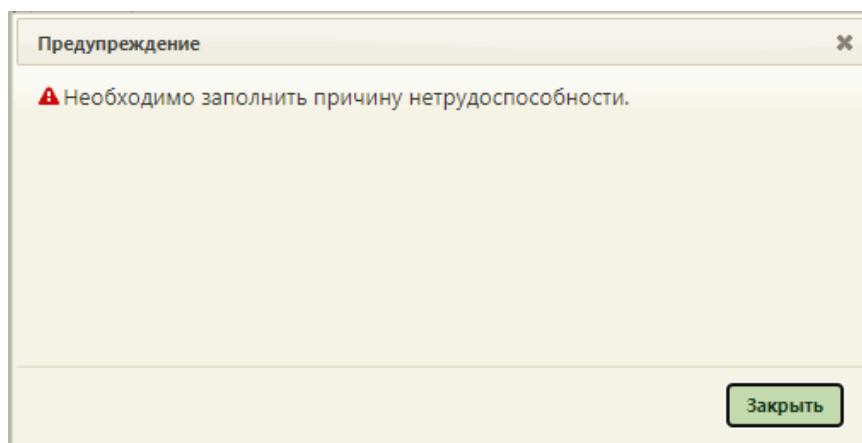 Предупреждение
Необходимо заполнить причину нетрудоспособности.
Закрыть